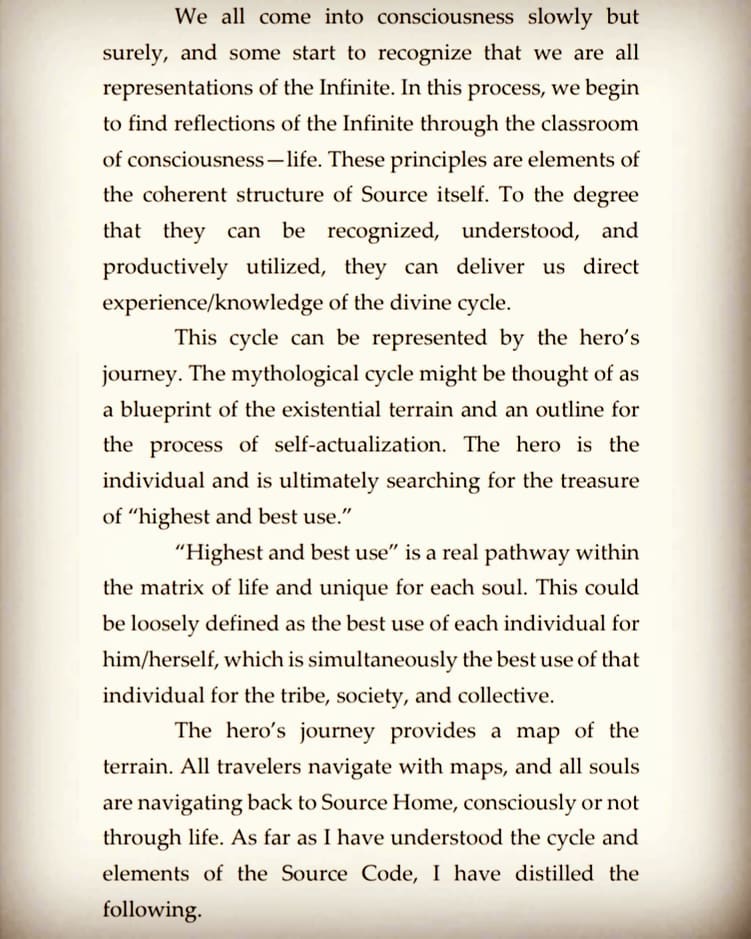 We all come into consciousness slowly but
surely, and some start to recognize that we are all
representations of the Infinite. In this process, we begin
to find reflections of the Infinite through the classroom
of consciousness—life. These principles are elements of
the coherent structure of Source itself. To the degree
that they can be recognized, understood, and
productively utilized, they can deliver us direct
experience/knowledge of the divine cycle.
This cycle can be represented by the hero’s
journey. The mythological cycle might be thought of as
a blueprint of the existential terrain and an outline for
the process of self-actualization. The hero is the
individual and is ultimately searching for the treasure
of “highest and best use.”
“Highest and best use” is a real pathway within
the matrix of life and unique for each soul. This could
be loosely defined as the best use of each individual for
him/herself, which is simultaneously the best use of that
individual for the tribe, society, and collective.
The hero’s journey provides a map of the
terrain. All travelers navigate with maps, and all souls
are navigating back to Source Home, consciously or not
through life. As far as I have understood the cycle and
elements of the Source Code, I have distilled the
following.